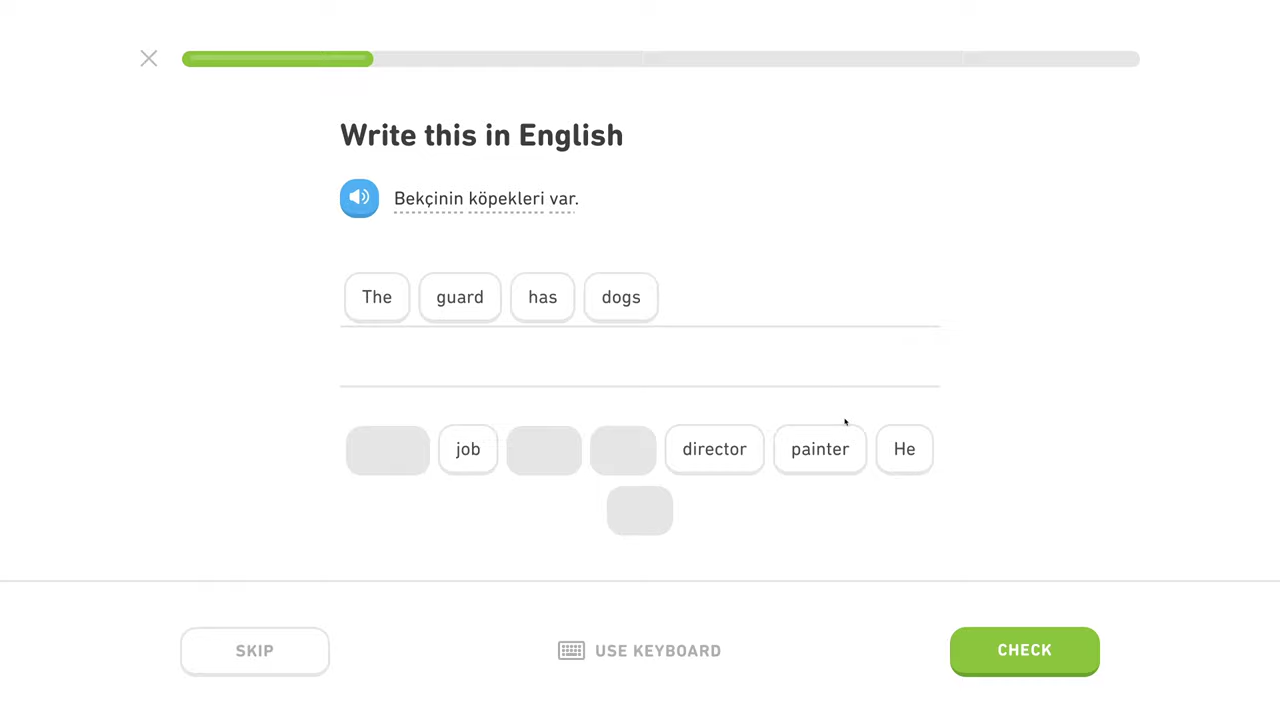 Write this in English
Bekçinin köpekleri var.
The guard has dogs
job director painter He
SKIP USE KEYBOARD CHECK